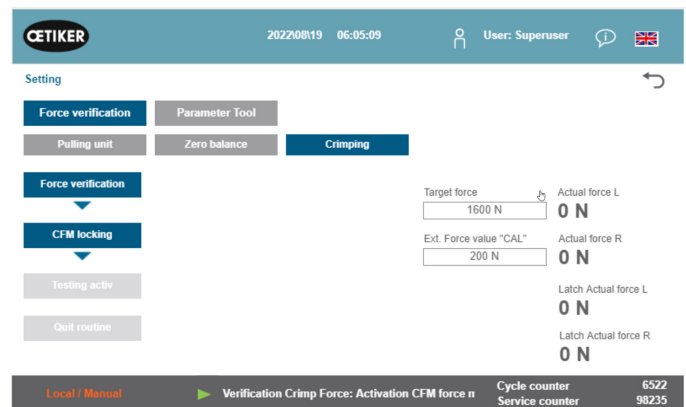 ŒTIKER
2022\08\19 06:05:09
User: Superuser
Setting
Force verification
Parameter Tool
Pulling unit
Zero balance
Crimping
Force verification
CFM locking
Testing activ
Quit routine
Target force
1600 N
Actual force L
0 N
Ext. Force value "CAL"
200 N
Actual force R
0 N
Latch Actual force L
0 N
Latch Actual force R
0 N
Local / Manual
Verification Crimp Force: Activation CFM force
Cycle counter 6522
Service counter 98235